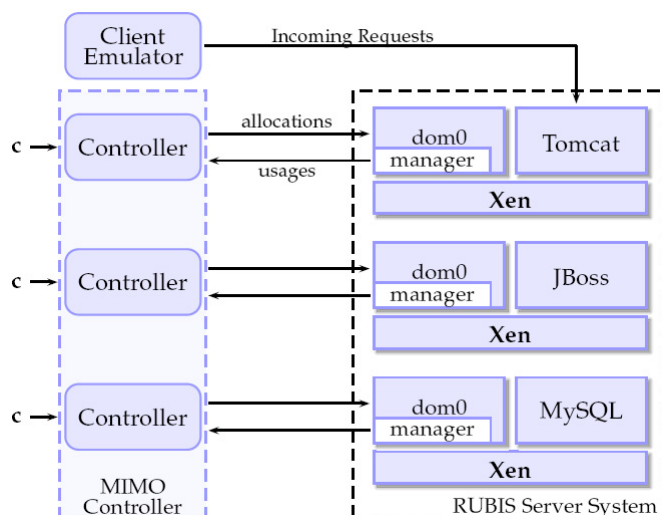 Client
Emulator
Incoming Requests
c
Controller
allocations
usages
dom0
manager
Tomcat
Xen
c
Controller
dom0
manager
JBoss
Xen
c
Controller
dom0
manager
MySQL
Xen
MIMO
Controller
RUBIS Server System